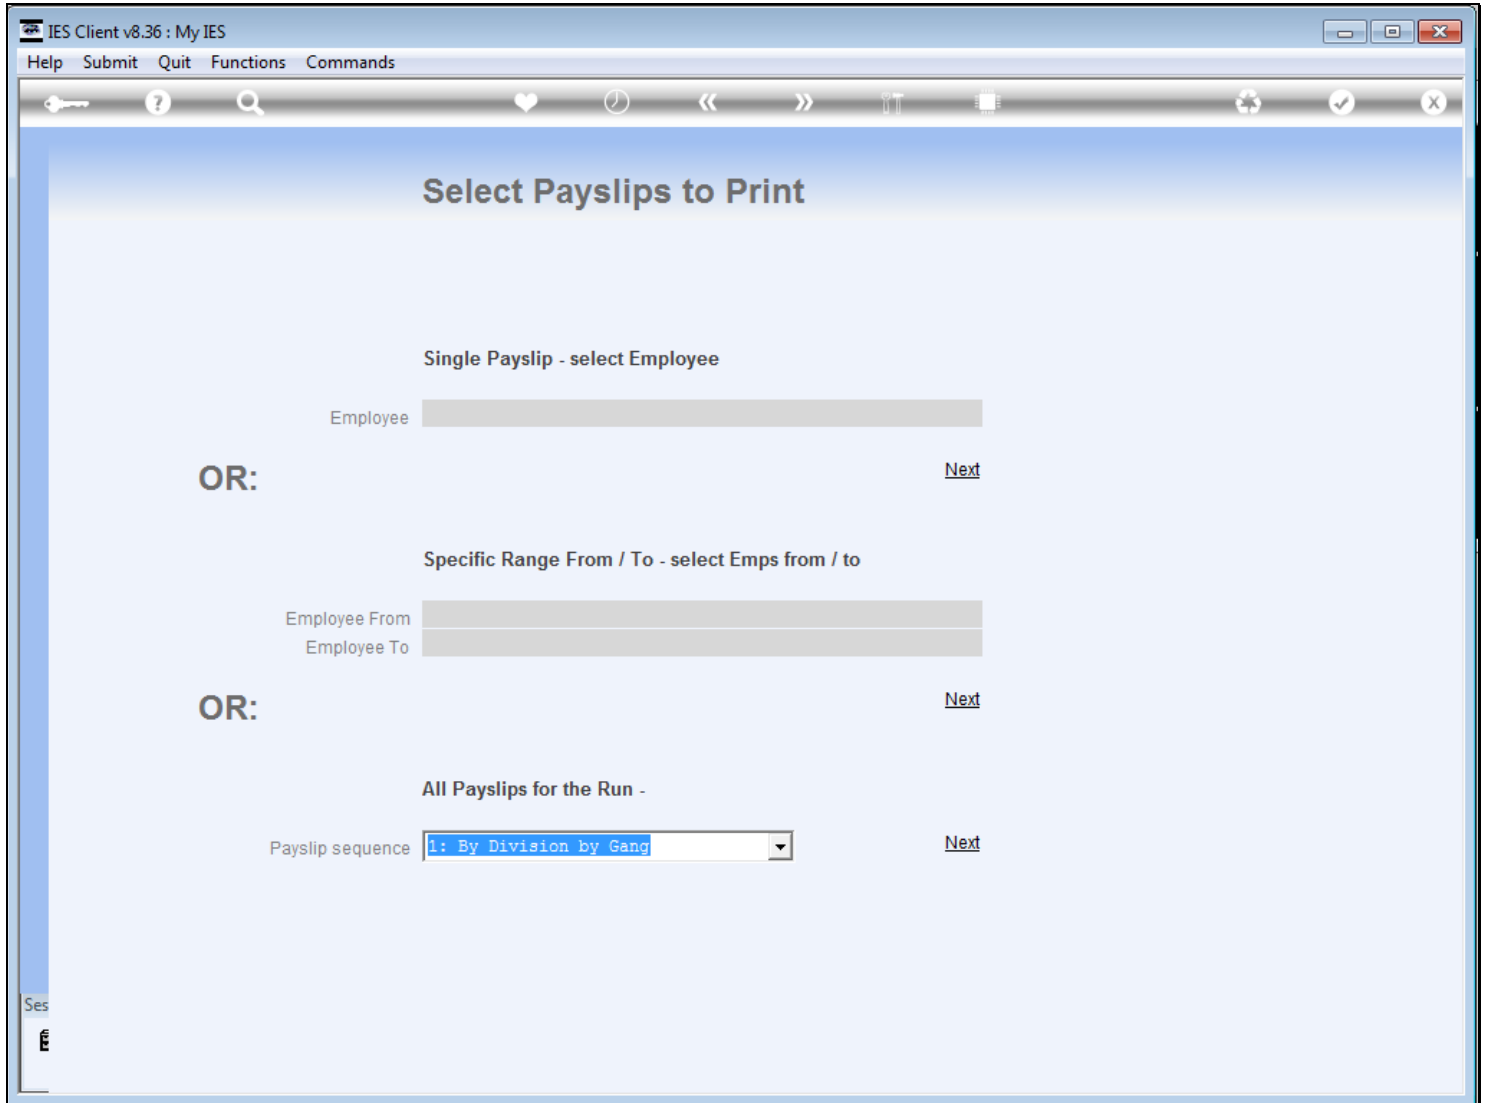 IES Client v8.36 : My IES
Help Submit Quit Functions Commands
Select Payslips to Print
Single Payslip - select Employee
Employee
OR:
Next
Specific Range From / To - select Emps from / to
Employee From
Employee To
OR:
Next
All Payslips for the Run -
Payslip sequence 1: By Division by Gang Next
Ses